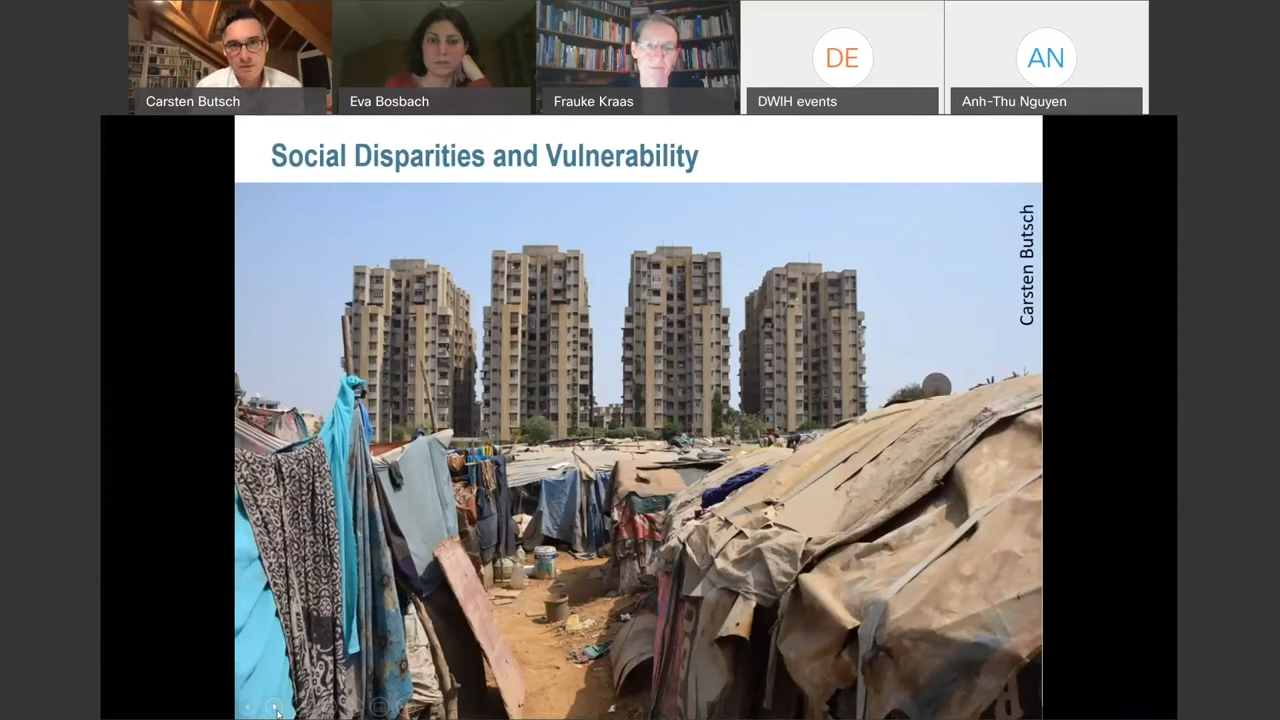 Carsten Butsch
Eva Bosbach
Frauke Kraas
DE
DWIH events
AN
Anh-Thu Nguyen
Social Disparities and Vulnerability
Carsten Butsch